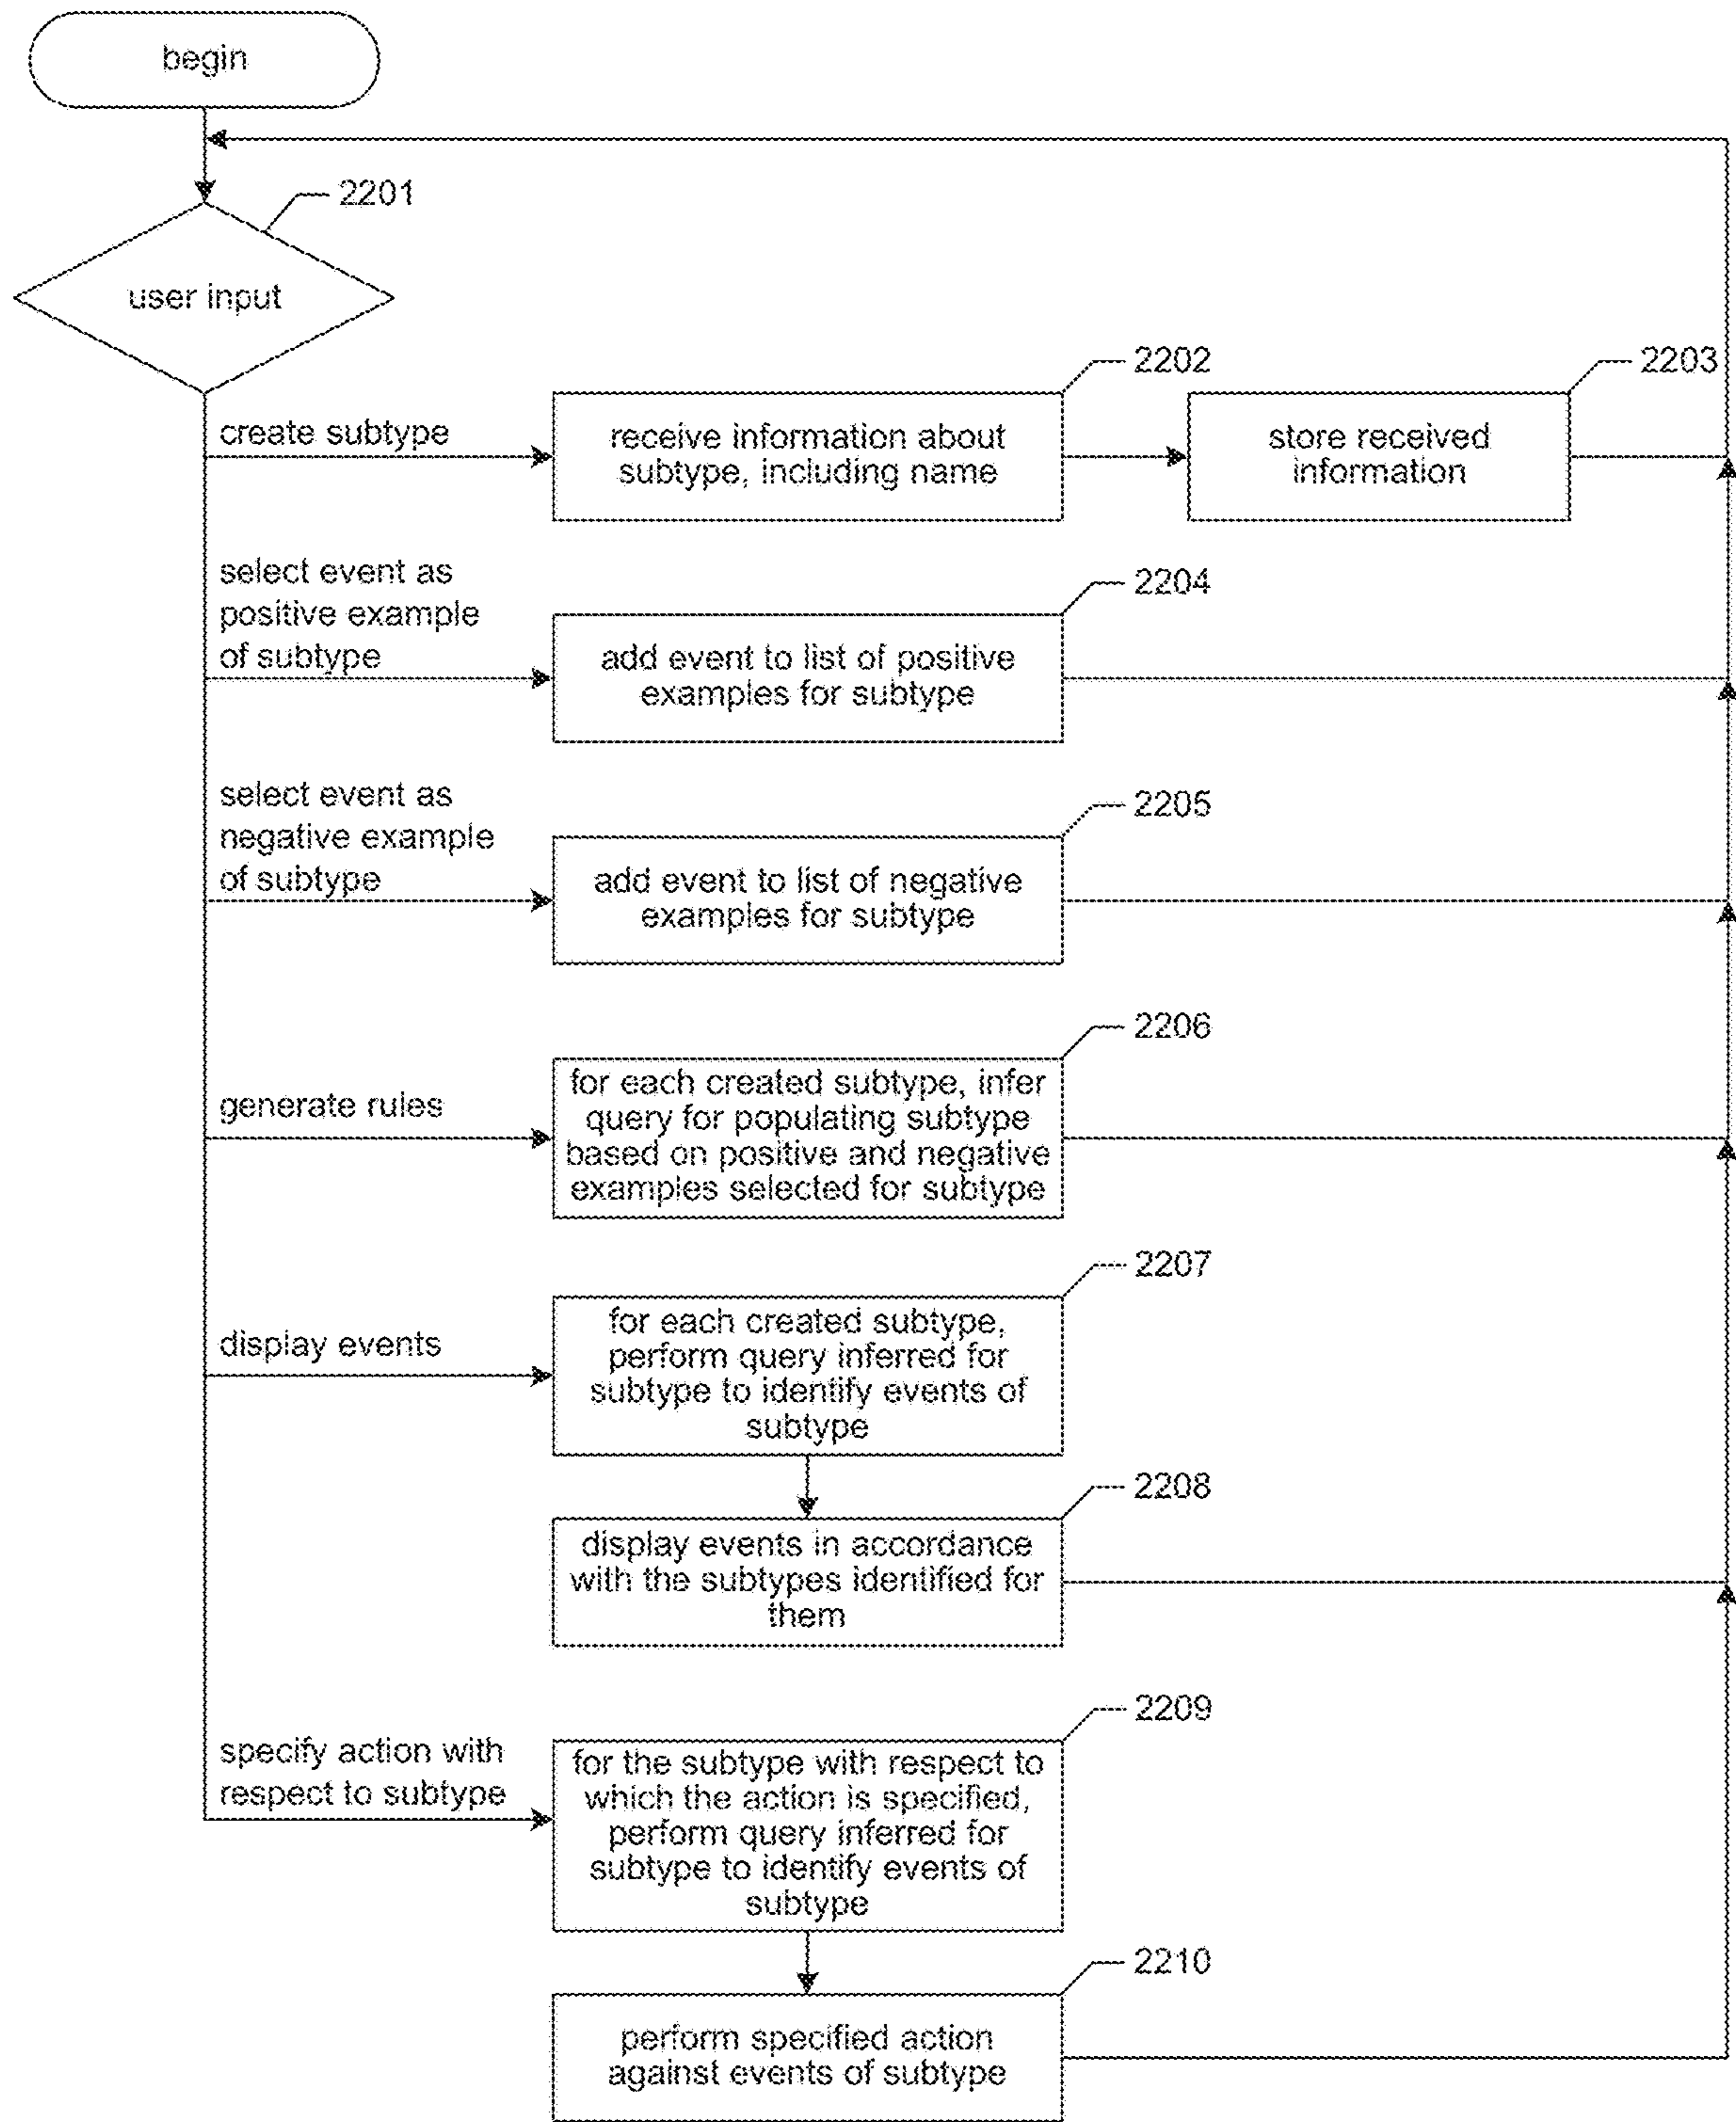 begin
2201
user input
2202
2203
create subtype
receive information about
subtype, including name
store received
information
select event as
positive example
of subtype
2204
add event to list of positive
examples for subtype
select event as
negative example
of subtype
2205
add event to list of negative
examples for subtype
2206
generate rules
for each created subtype, infer
query for populating subtype
based on positive and negative
examples selected for subtype
2207
display events
for each created subtype,
perform query inferred for
subtype to identify events of
subtype
2208
display events in accordance
with the subtypes identified for
them
2209
specify action with
respect to subtype
for the subtype with respect to
which the action is specified,
perform query inferred for
subtype to identify events of
subtype
2210
perform specified action
against events of subtype